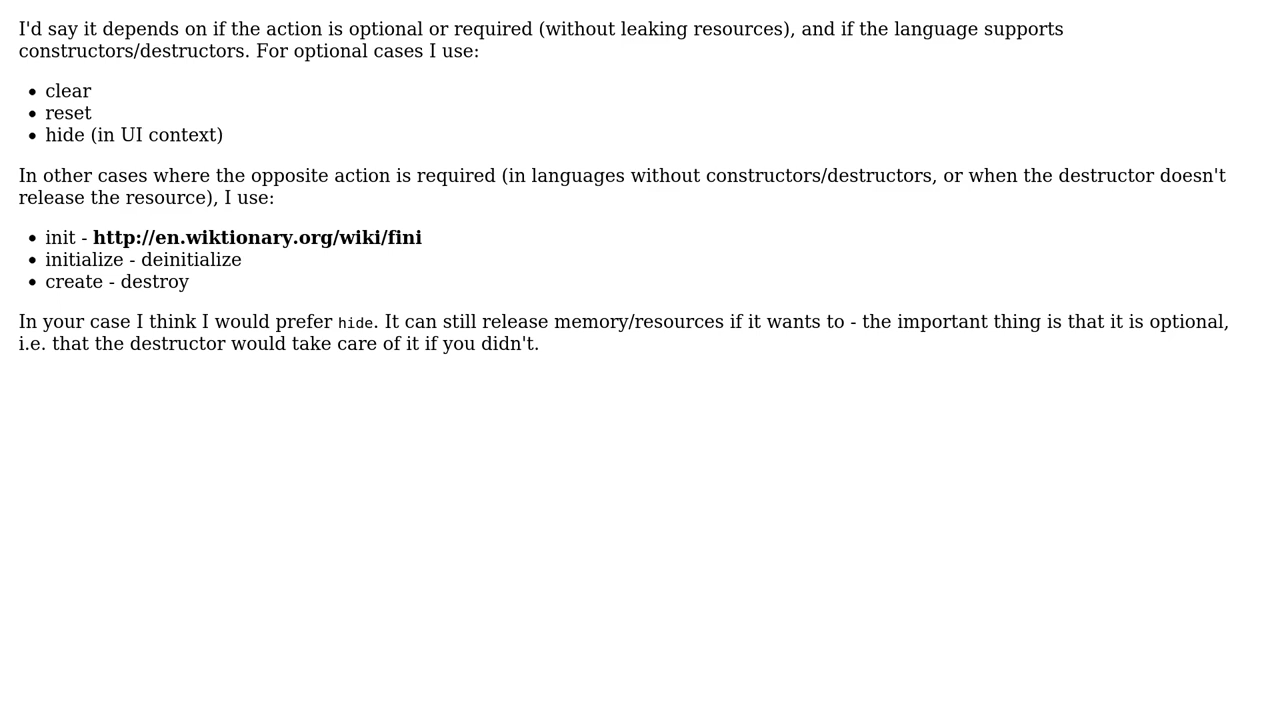 I'd say it depends on if the action is optional or required (without leaking resources), and if the language supports
constructors/destructors. For optional cases I use:
• clear
• reset
• hide (in UI context)
In other cases where the opposite action is required (in languages without constructors/destructors, or when the destructor doesn't
release the resource), I use:
• init - http://en.wiktionary.org/wiki/fini
• initialize - deinitialize
• create - destroy
In your case I think I would prefer hide. It can still release memory/resources if it wants to - the important thing is that it is optional,
i.e. that the destructor would take care of it if you didn't.